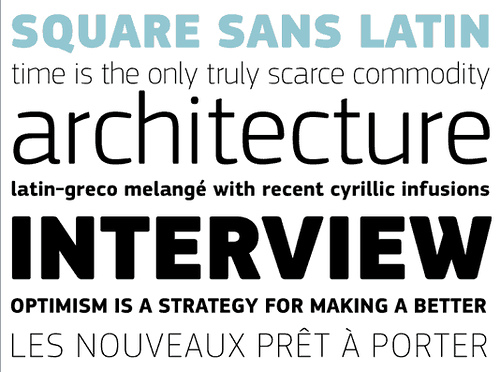 SQUARE SANS LATIN
time is the only truly scarce commodity
architecture
latin-greco melangé with recent cyrillic infusions
INTERVIEW
OPTIMISM IS A STRATEGY FOR MAKING A BETTER
LES NOUVEAUX PRÊT À PORTER